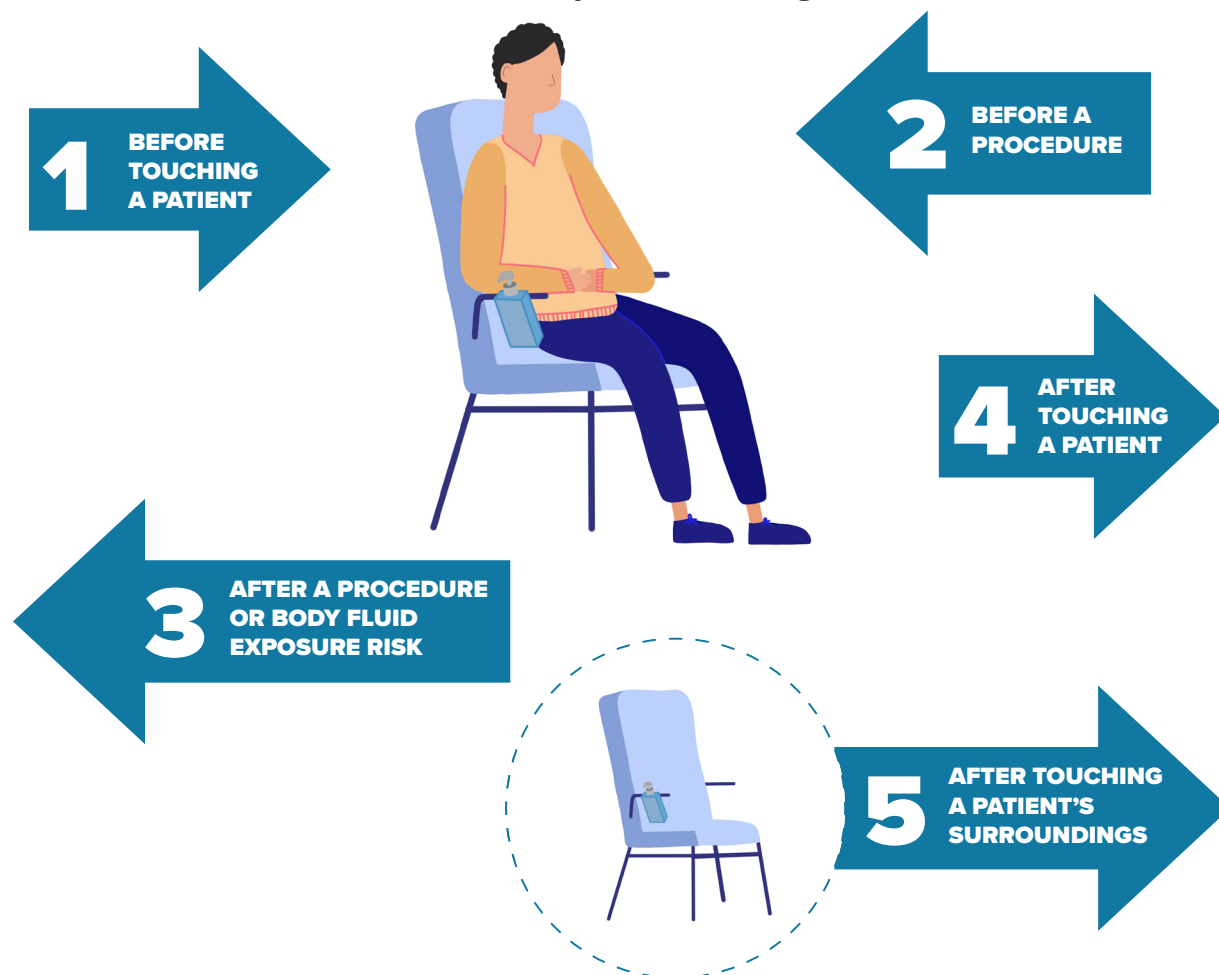 1
BEFORE
TOUCHING
A PATIENT
2
BEFORE A
PROCEDURE
4
AFTER
TOUCHING
A PATIENT
3
AFTER A PROCEDURE
OR BODY FLUID
EXPOSURE RISK
5
AFTER TOUCHING
A PATIENT’S
SURROUNDINGS